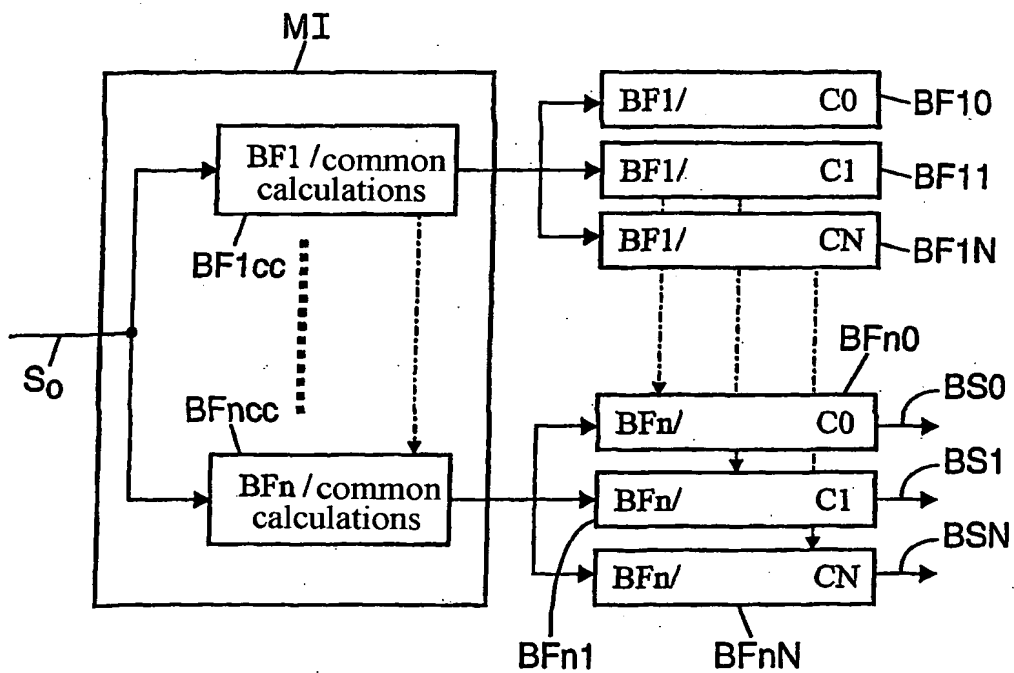 MI
BF1/ C0
BF10
BF1/common
calculations
BF1/ C1
BF11
BF1/ CN
BF1N
BF1cc
BFn0
S0
BFncc
BS0
BFn/ C0
BS1
BFn/common
calculations
BFn/ C1
BSN
BFn/ CN
BFn1
BFnN